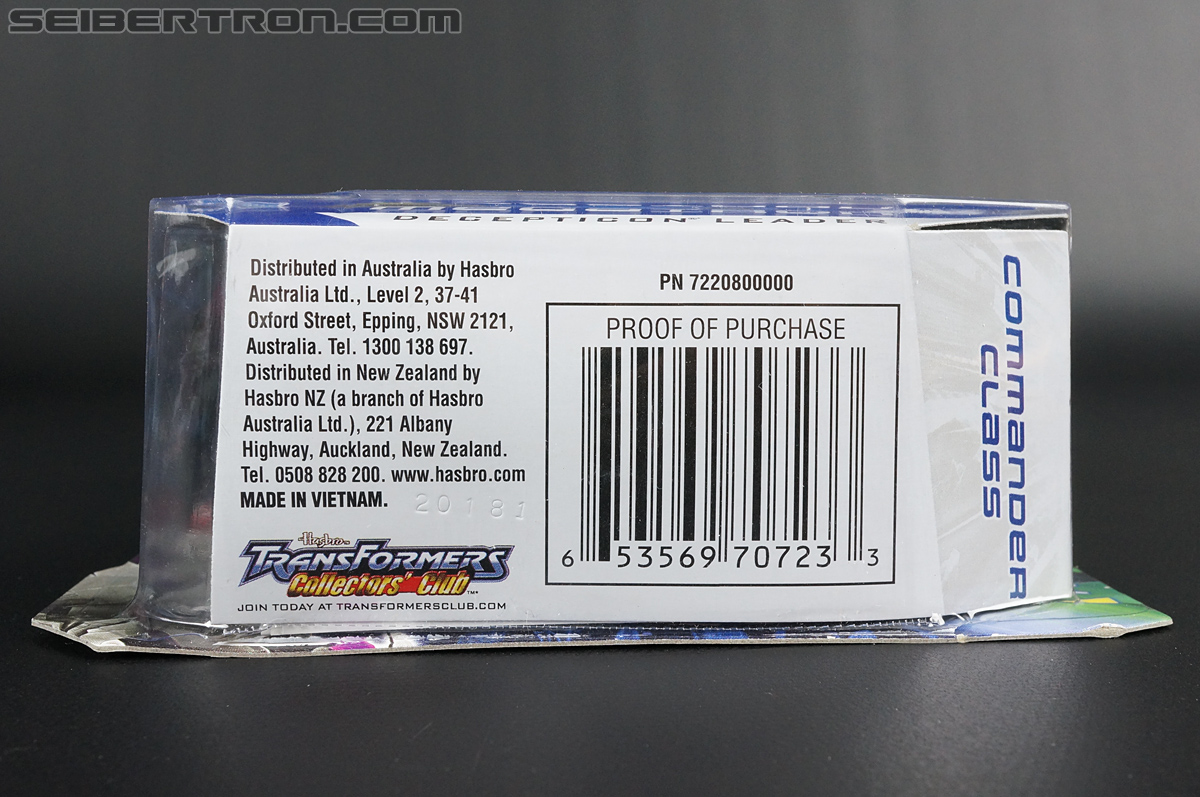 SEIBERTRON.COM
DECEPTICON LEADER
Distributed in Australia by Hasbro
Australia Ltd., Level 2, 37-41
Oxford Street, Epping, NSW 2121,
Australia. Tel. 1300 138 697.
Distributed in New Zealand by
Hasbro NZ (a branch of Hasbro
Australia Ltd.), 221 Albany
Highway, Auckland, New Zealand.
Tel. 0508 828 200. www.hasbro.com
MADE IN VIETNAM.
20181
Hasbro
TRANSFORMERS
Collectors' Club™
JOIN TODAY AT TRANSFORMERSCLUB.COM
PN 7220800000
PROOF OF PURCHASE
6 53569 70723 3
COMMANDER
CLASS